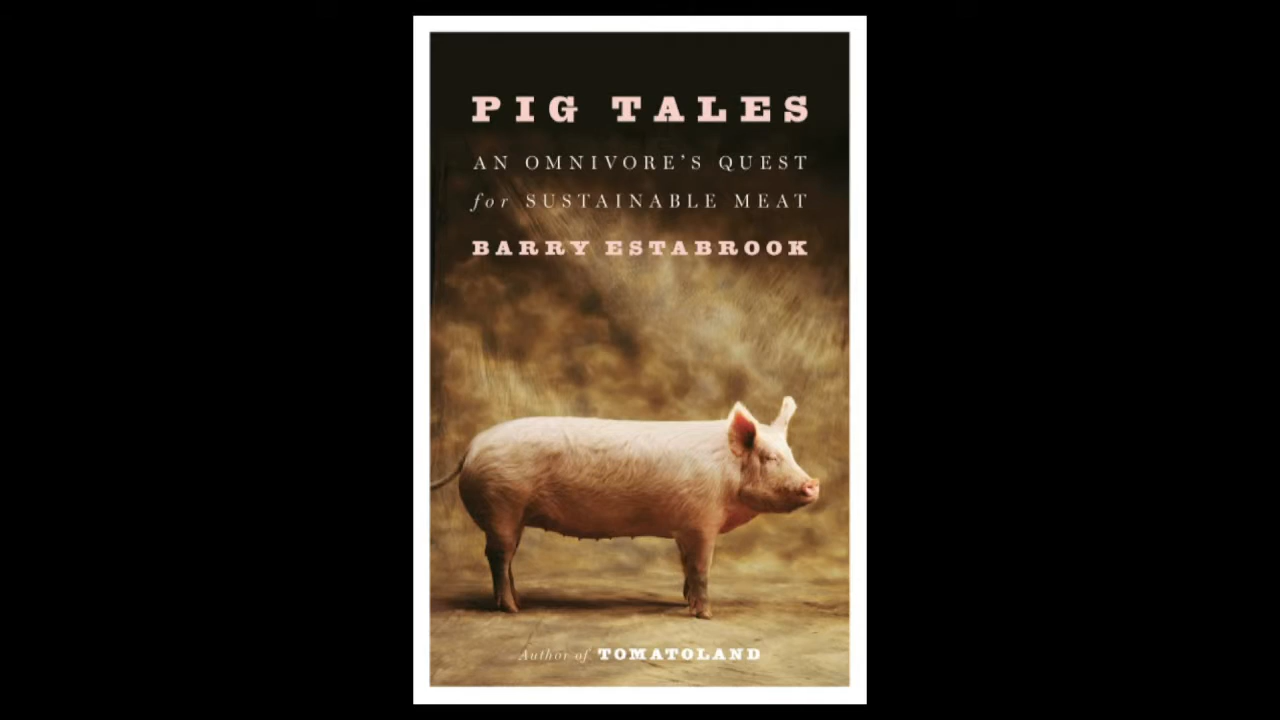 PIG TALES
AN OMNIVORE'S QUEST
for SUSTAINABLE MEAT
BARRY ESTABROOK
Author of TOMATOLAND